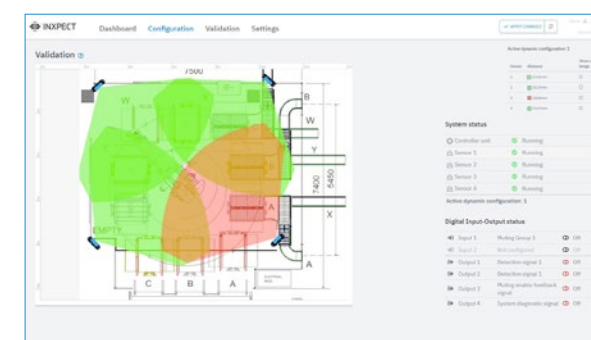 INXPECT
Dashboard Configuration Validation Settings
APPLY CHANGES
Validation
Active dynamic configuration: 1
7500
B
W
W
Y
A
X
7400
6450
EMPTY
A
C B A
System status
Controller unit Running
Sensor 1 Running
Sensor 2 Running
Sensor 3 Running
Sensor 4 Running
Active dynamic configuration: 1
Digital Input-Output status
Input 1 Muting Group 1 Off
Input 2 Not configured Off
Output 1 Detection signal 1 Off
Output 2 Detection signal 1 Off
Output 3 Muting enable feedback signal Off
Output 4 System diagnostic signal Off